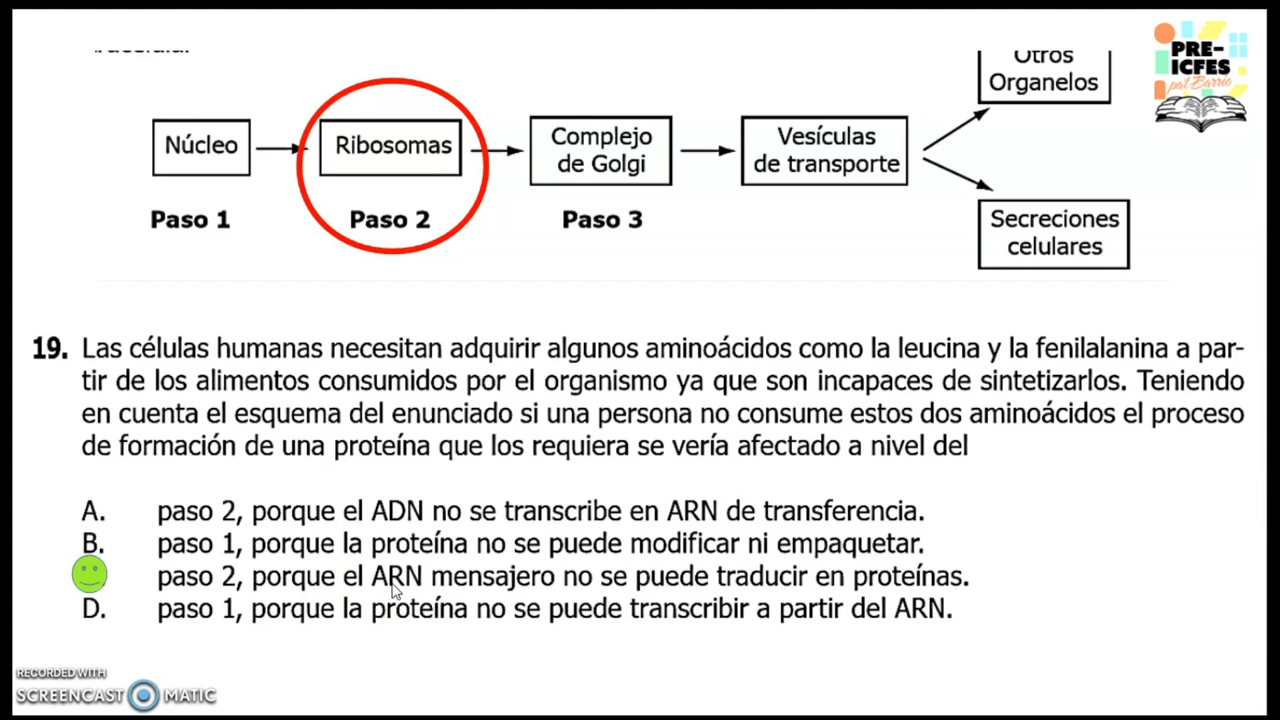 Otros
Organelos
PRE-
ICFES
pal Barrio
Núcleo
Ribosomas
Complejo
de Golgi
Vesículas
de transporte
Paso 1
Paso 2
Paso 3
Secreciones
celulares
19. Las células humanas necesitan adquirir algunos aminoácidos como la leucina y la fenilalanina a par-
tir de los alimentos consumidos por el organismo ya que son incapaces de sintetizarlos. Teniendo
en cuenta el esquema del enunciado si una persona no consume estos dos aminoácidos el proceso
de formación de una proteína que los requiera se vería afectado a nivel del
A. paso 2, porque el ADN no se transcribe en ARN de transferencia.
B. paso 1, porque la proteína no se puede modificar ni empaquetar.
paso 2, porque el ARN mensajero no se puede traducir en proteínas.
D. paso 1, porque la proteína no se puede transcribir a partir del ARN.
RECORDED WITH
SCREENCAST MATIC